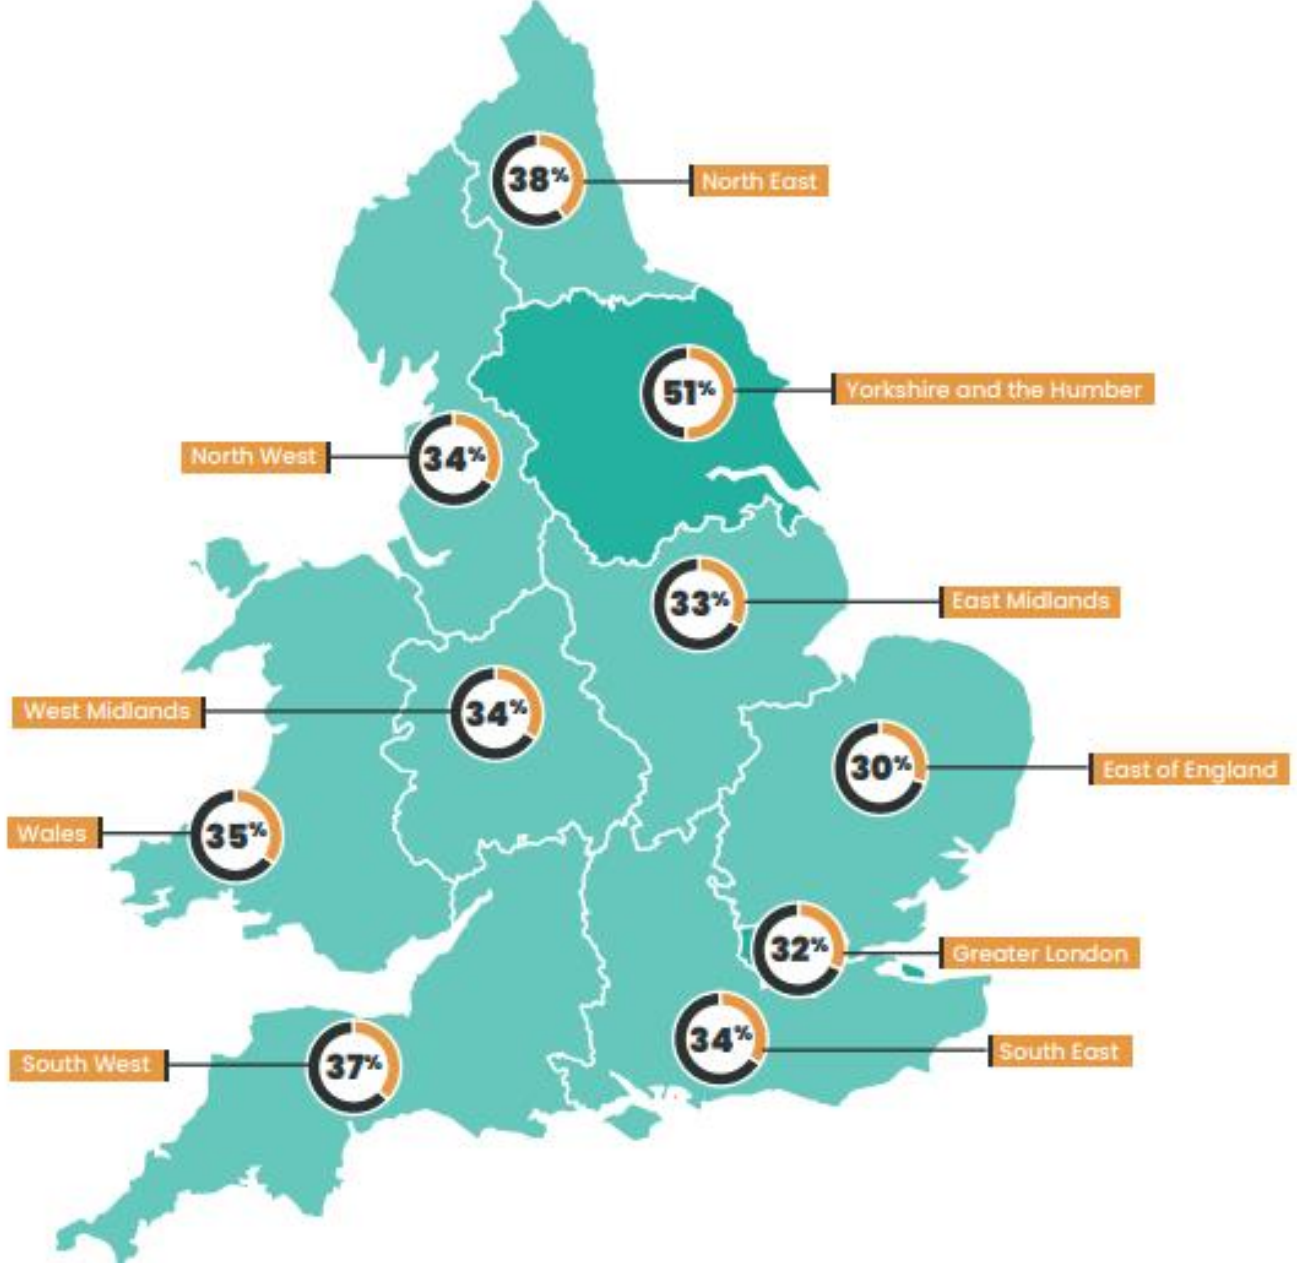 38%
North East
51%
Yorkshire and the Humber
North West
34%
33%
East Midlands
West Midlands
34%
30%
East of England
Wales
35%
32%
Greater London
34%
South East
South West
37%